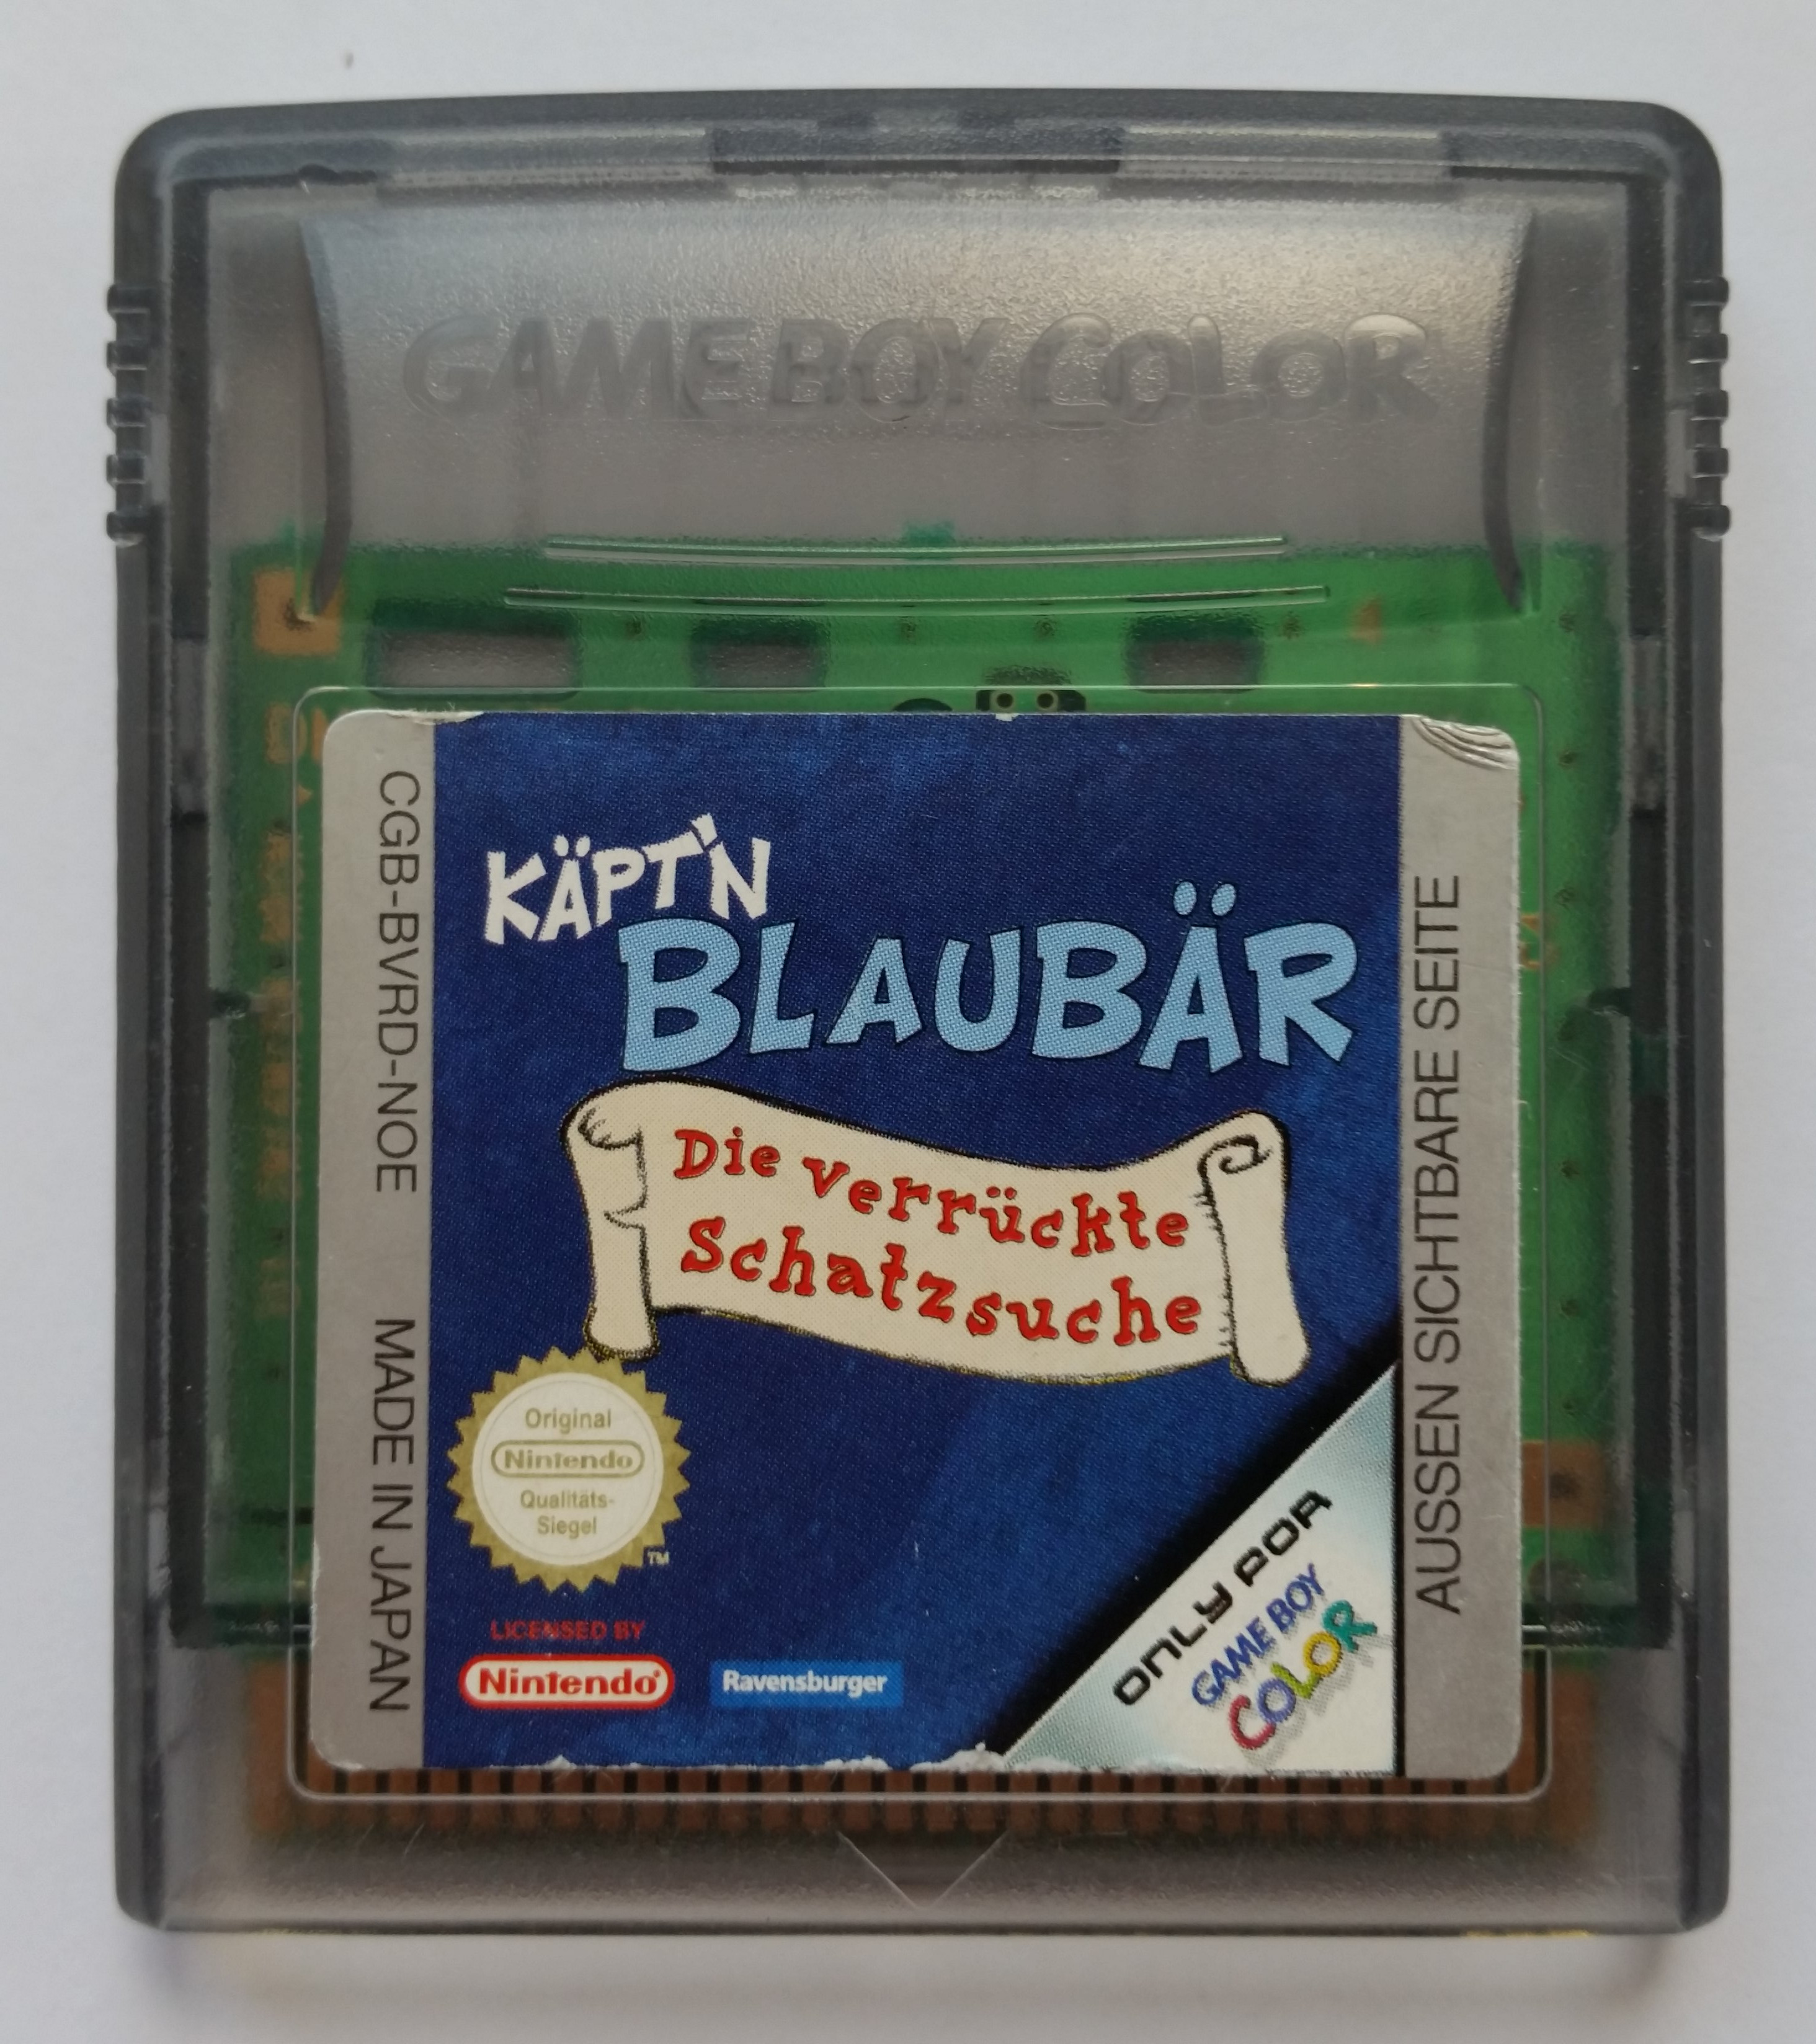 GAME BOY COLOR
CGB-BVRD-NOE MADE IN JAPAN
KÄPT'N
BLAUBÄR
Die verrückte
Schatzsuche
Original
Nintendo
Qualitäts-
Siegel
TM
LICENSED BY
Nintendo®
Ravensburger
ONLY FOR
GAME BOY
COLOR
AUSSEN SICHTBARE SEITE